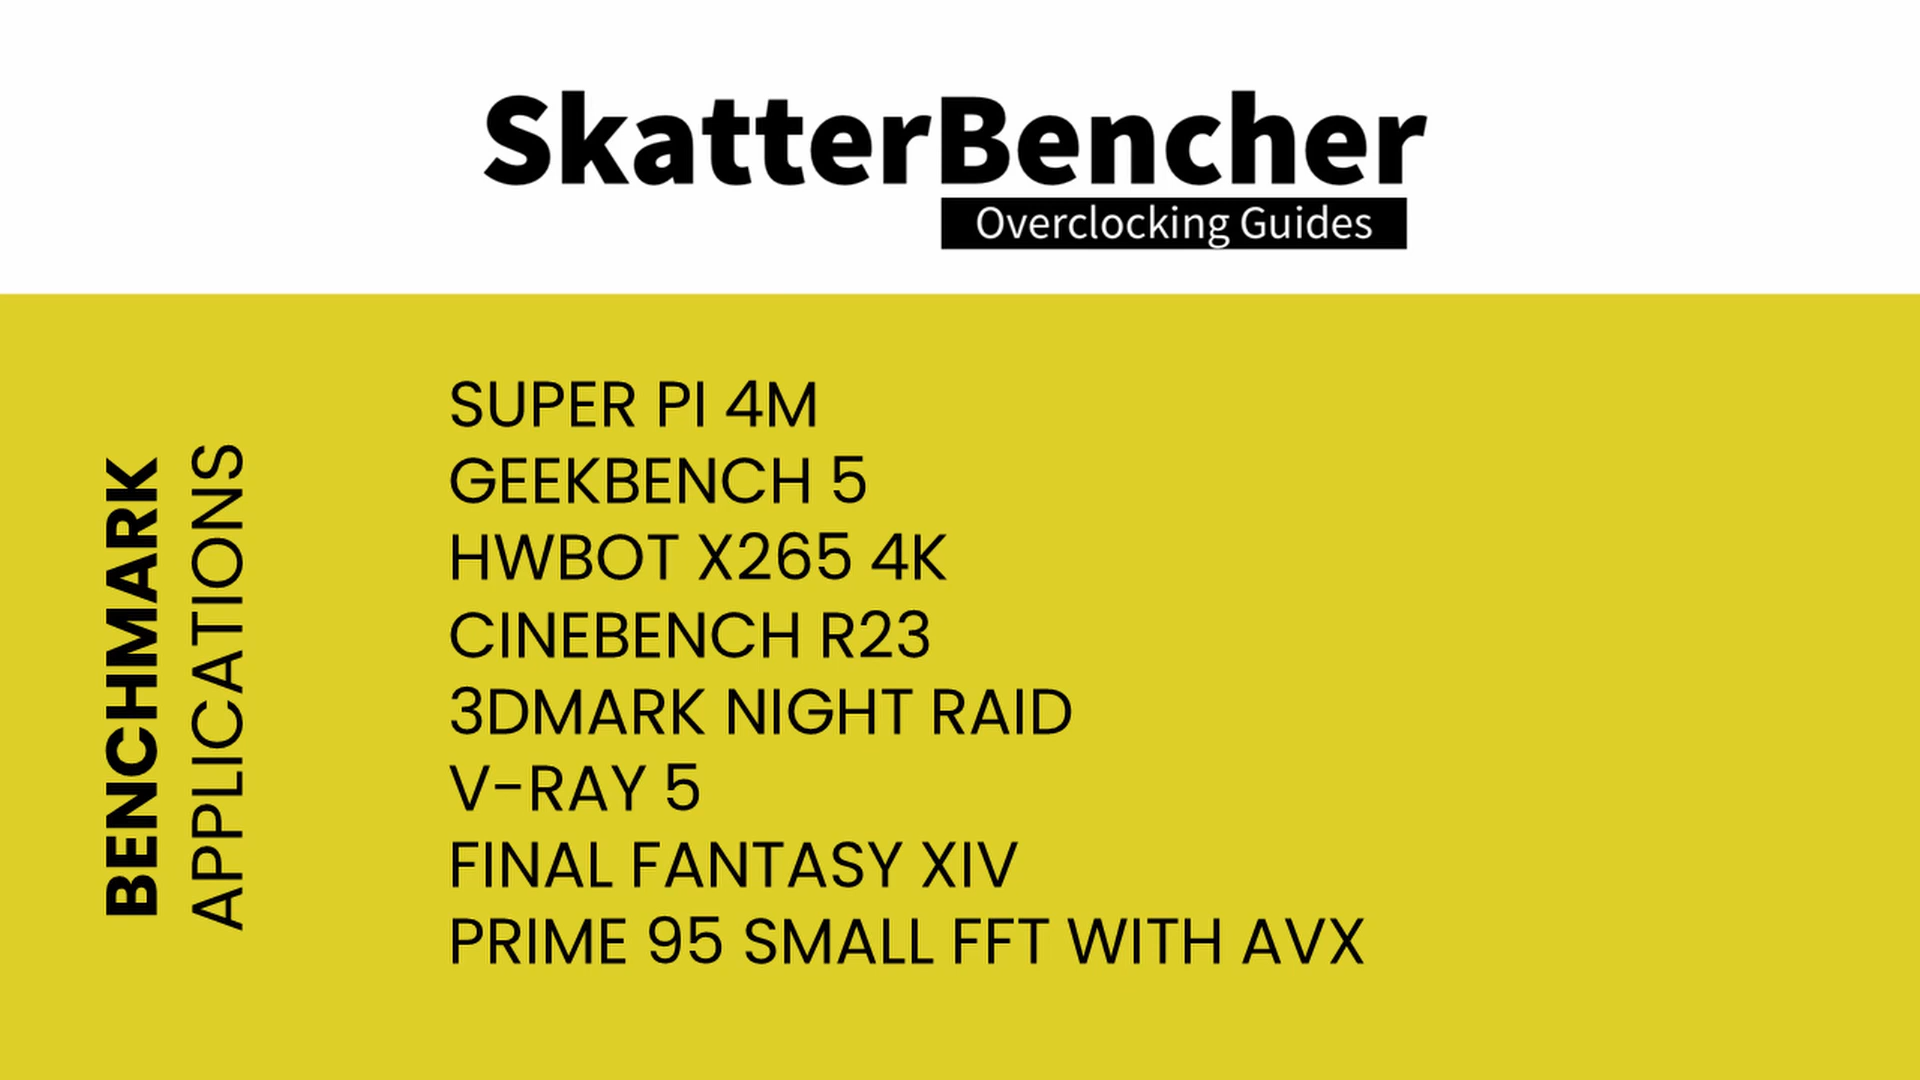 SkatterBencher
Overclocking Guides
BENCHMARK
APPLICATIONS
SUPER PI 4M
GEEKBENCH 5
HWBOT X265 4K
CINEBENCH R23
3DMARK NIGHT RAID
V-RAY 5
FINAL FANTASY XIV
PRIME 95 SMALL FFT WITH AVX